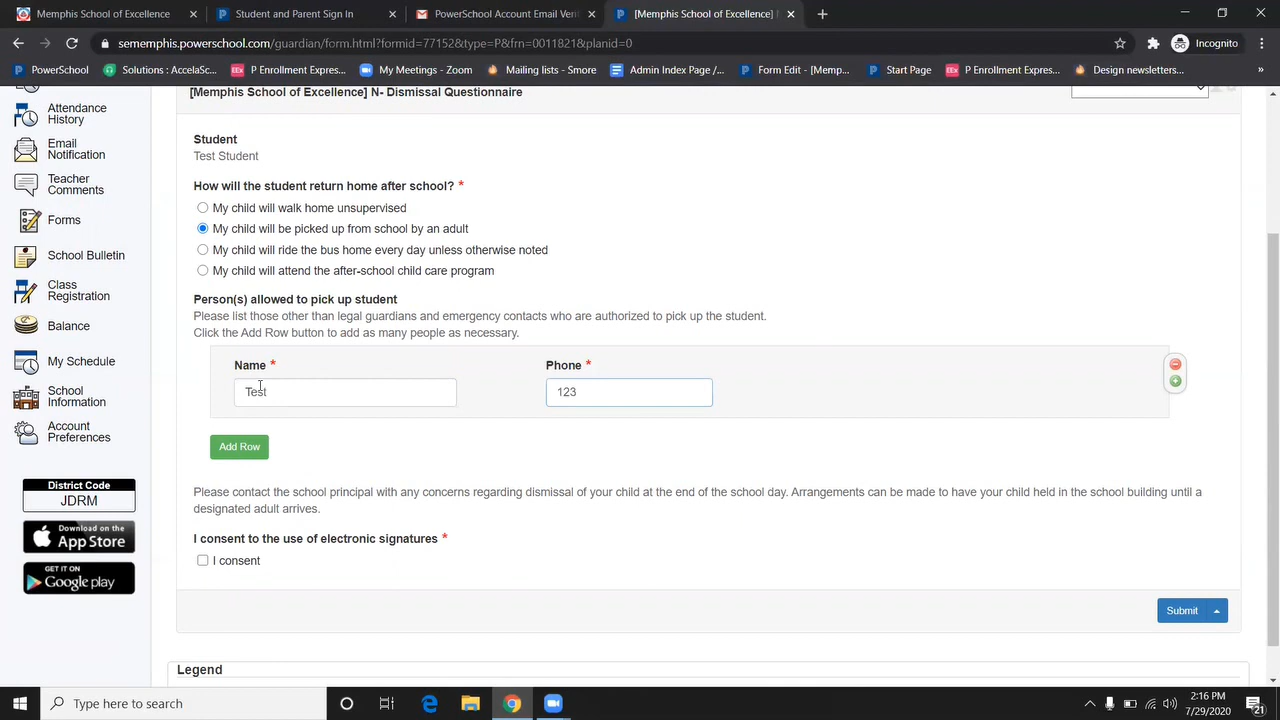 Memphis School of Excellence
Student and Parent Sign In
PowerSchool Account Email Veri
[Memphis School of Excellence]
sememphis.powerschool.com/guardian/form.html?formid=77152&type=P&frn=00118218&planid=0
Incognito
PowerSchool
Solutions : AccelaSc...
P Enrollment Expres...
My Meetings - Zoom
Mailing lists - Smore
Admin Index Page /...
Form Edit - [Memp...
Start Page
P Enrollment Expres...
Design newsletters...
»
Attendance
History
Email
Notification
Teacher
Comments
Forms
School Bulletin
Class
Registration
Balance
My Schedule
School
Information
Account
Preferences
District Code
JDRM
Download on the
App Store
GET IT ON
Google play
[Memphis School of Excellence] N- Dismissal Questionnaire
Student
Test Student
How will the student return home after school? *
My child will walk home unsupervised
My child will be picked up from school by an adult
My child will ride the bus home every day unless otherwise noted
My child will attend the after-school child care program
Person(s) allowed to pick up student
Please list those other than legal guardians and emergency contacts who are authorized to pick up the student.
Click the Add Row button to add as many people as necessary.
Name *
Phone *
Test
123
Add Row
Please contact the school principal with any concerns regarding dismissal of your child at the end of the school day. Arrangements can be made to have your child held in the school building until a
designated adult arrives.
I consent to the use of electronic signatures *
I consent
Submit
Legend
Type here to search
2:16 PM
7/29/2020
21